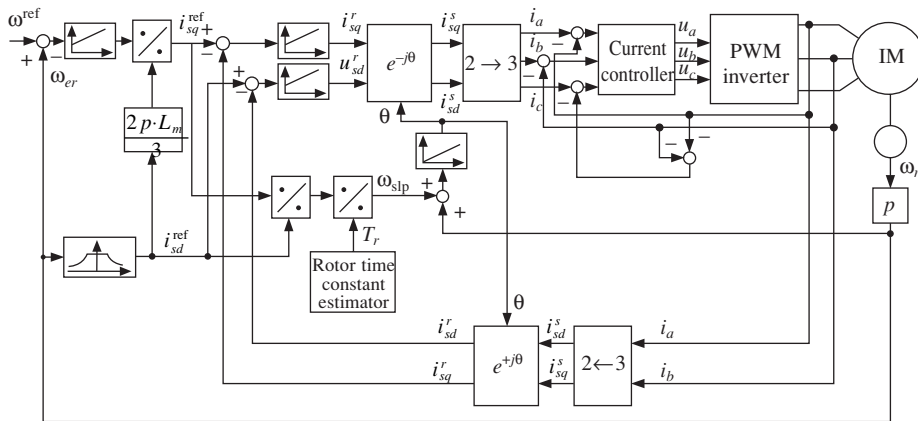 ω^ref
+
−
ω_er
i_sq^ref
+
−
+
−
i_sq^r
u_sd^r
e^−jθ
i_sq^s
i_sd^s
2 → 3
i_a
i_b
i_c
−
−
−
Current
controller
u_a
u_b
u_c
PWM
inverter
IM
2 p·L_m
3
θ
−
−
ω_slp
+
+
p
T_r
Rotor time
constant
estimator
i_sd^ref
θ
i_sd^r
i_sq^r
e^+jθ
i_sd^s
i_sq^s
2←3
i_a
i_b